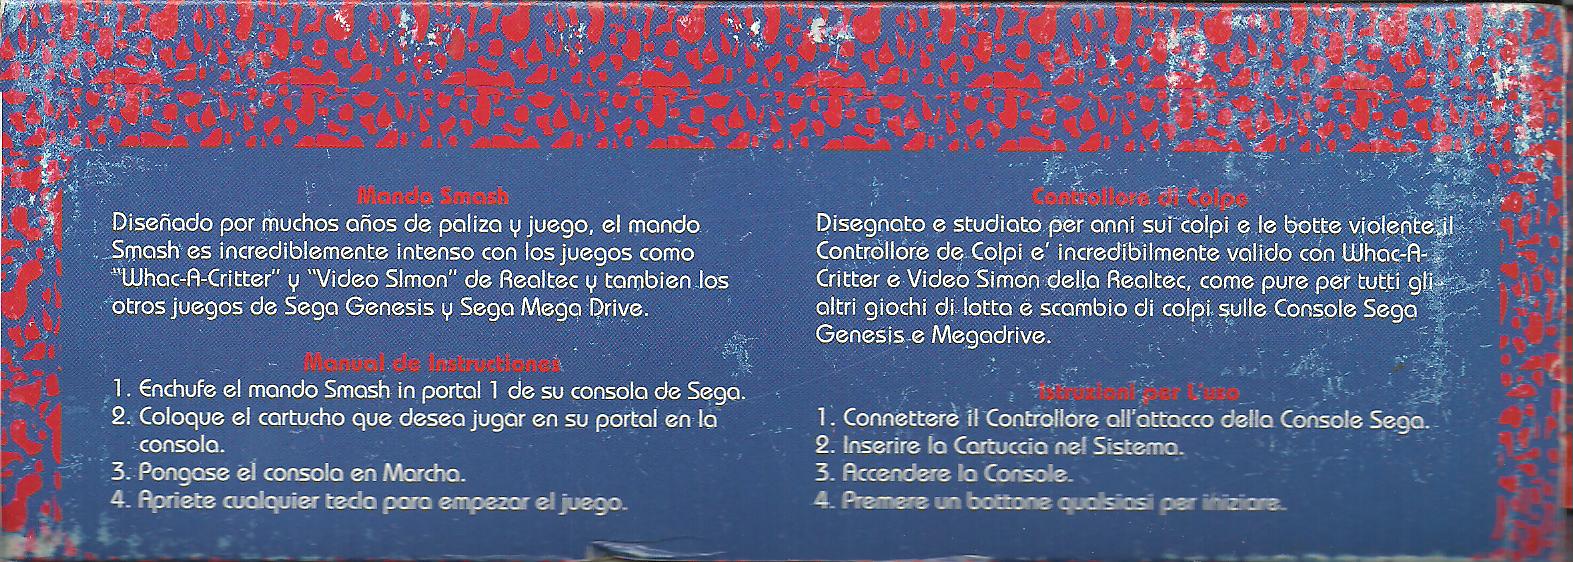 Mando Smash
Diseñado por muchos años de paliza y juego, el mando
Smash es incrediblemente intenso con los juegos como
"Whac-A-Critter" y "Video SImon" de Realtec y tambien los
otros juegos de Sega Genesis y Sega Mega Drive.
Manual de Instructiones
1. Enchufe el mando Smash in portal 1 de su consola de Sega.
2. Coloque el cartucho que desea jugar en su portal en la
consola.
3. Pongase el consola en Marcha.
4. Apriete cualquier tecla para empezar el juego.
Controllore di Colpo
Disegnato e studiato per anni sui colpi e le botte violente il
Controllore de Colpi e' incredibilmente valido con Whac-A-
Critter e Video Simon della Realtec, come pure per tutti gli
altri giochi di lotta e scambio di colpi sulle Console Sega
Genesis e Megadrive.
Istruzioni per L'uso
1. Connettere il Controllore all'attacco della Console Sega.
2. Inserire la Cartuccia nel Sistema.
3. Accendere la Console.
4. Premere un bottone qualsiasi per iniziare.